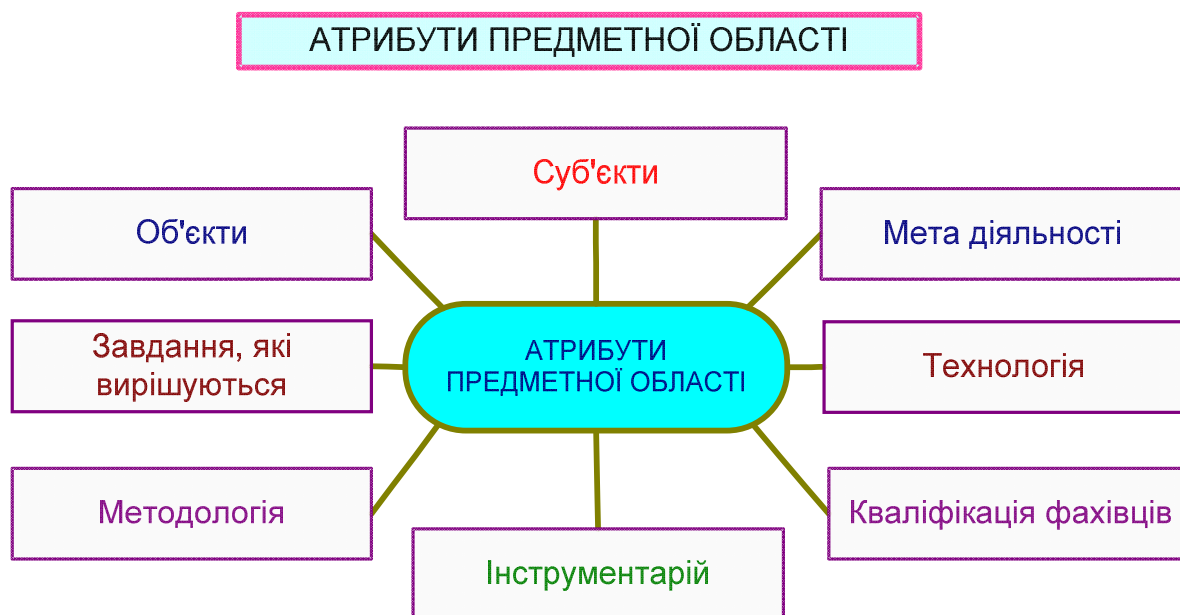 АТРИБУТИ ПРЕДМЕТНОЇ ОБЛАСТІ
Суб'єкти
Об'єкти
Мета діяльності
Завдання, які
вирішуються
АТРИБУТИ
ПРЕДМЕТНОЇ ОБЛАСТІ
Технологія
Методологія
Кваліфікація фахівців
Інструментарій